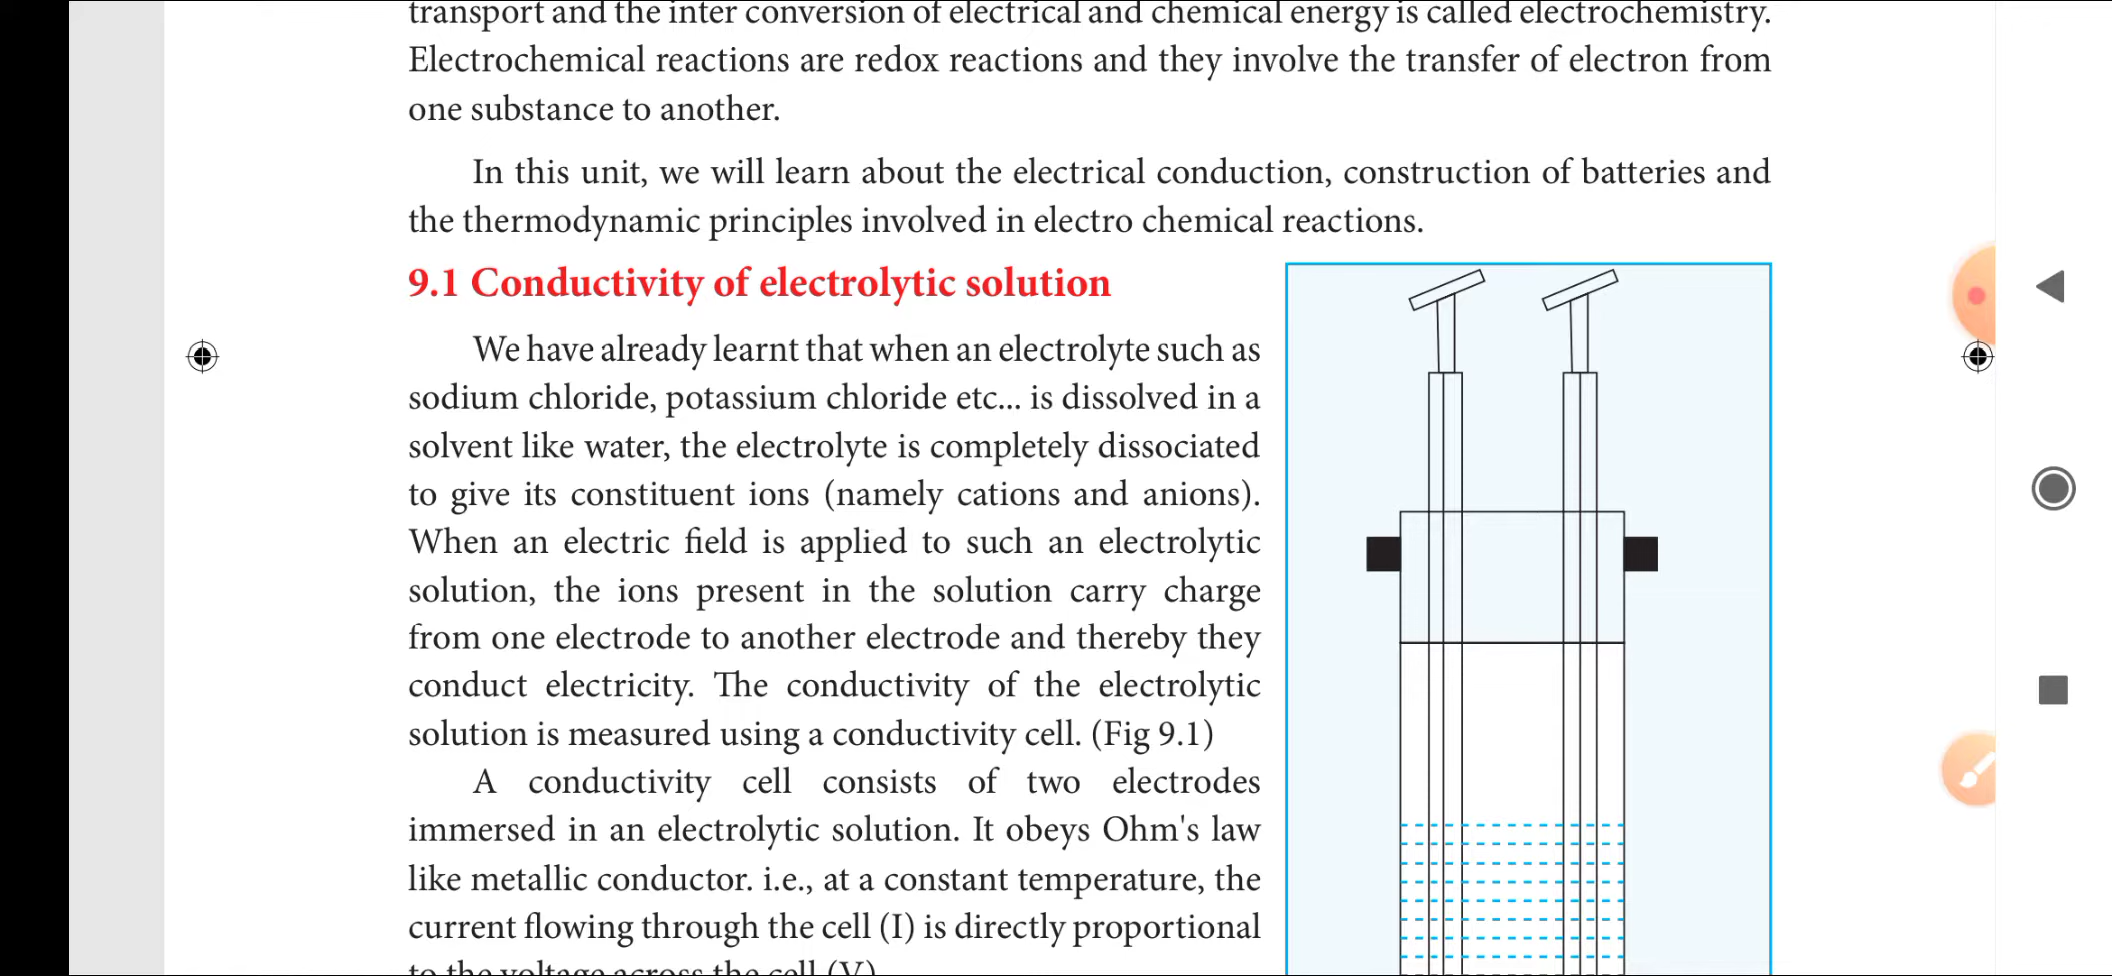 transport and the inter conversion of electrical and chemical energy is called electrochemistry.
Electrochemical reactions are redox reactions and they involve the transfer of electron from
one substance to another.
In this unit, we will learn about the electrical conduction, construction of batteries and
the thermodynamic principles involved in electro chemical reactions.
9.1 Conductivity of electrolytic solution
We have already learnt that when an electrolyte such as
sodium chloride, potassium chloride etc... is dissolved in a
solvent like water, the electrolyte is completely dissociated
to give its constituent ions (namely cations and anions).
When an electric field is applied to such an electrolytic
solution, the ions present in the solution carry charge
from one electrode to another electrode and thereby they
conduct electricity. The conductivity of the electrolytic
solution is measured using a conductivity cell. (Fig 9.1)
A conductivity cell consists of two electrodes
immersed in an electrolytic solution. It obeys Ohm's law
like metallic conductor. i.e., at a constant temperature, the
current flowing through the cell (I) is directly proportional
to the voltage across the cell (V)